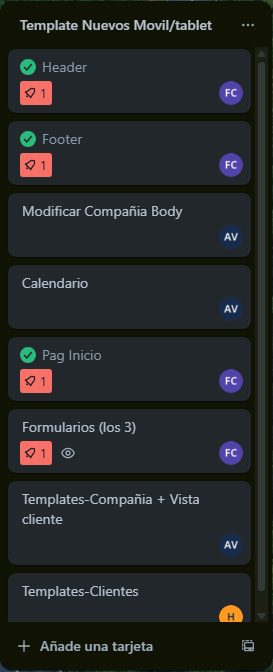 Template Nuevos Movil/tablet
Header
1
FC
Footer
1
FC
Modificar Compañia Body
AV
Calendario
AV
Pag Inicio
1
FC
Formularios (los 3)
1
FC
Templates-Compañia + Vista
cliente
AV
Templates-Clientes
H
Añade una tarjeta